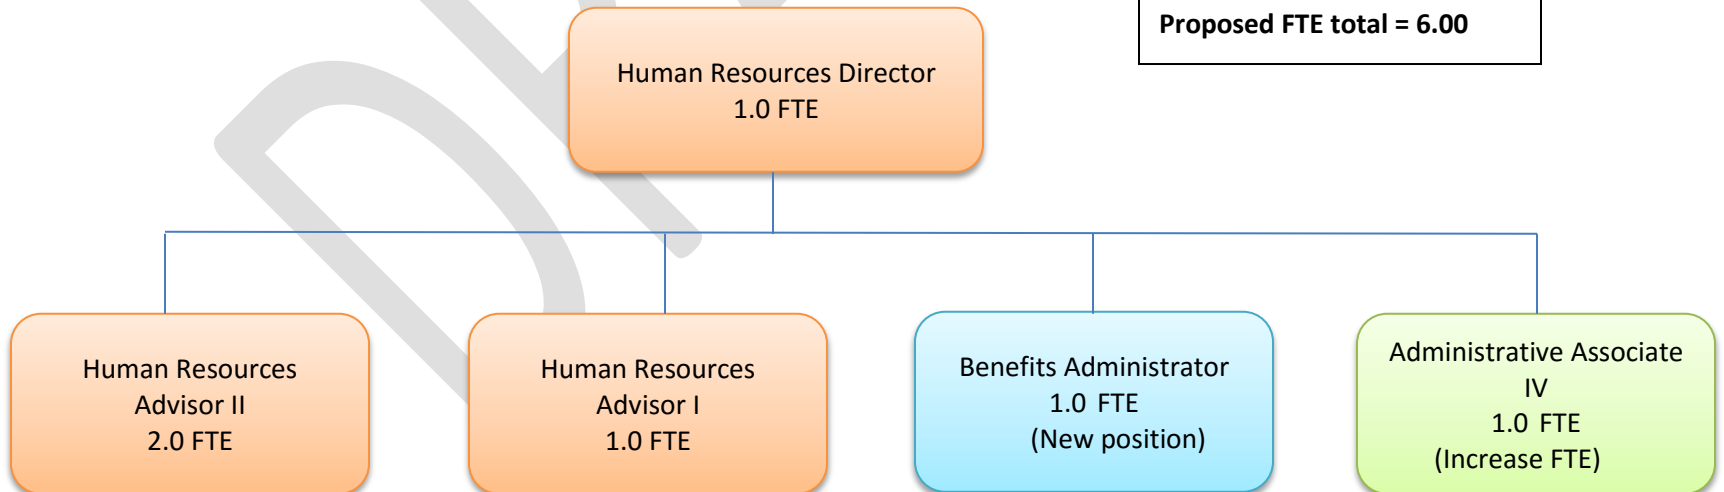 Proposed FTE total = 6.00
Human Resources Director
1.0 FTE
Human Resources
Advisor II
2.0 FTE
Human Resources
Advisor I
1.0 FTE
Benefits Administrator
1.0 FTE
(New position)
Administrative Associate
IV
1.0 FTE
(Increase FTE)